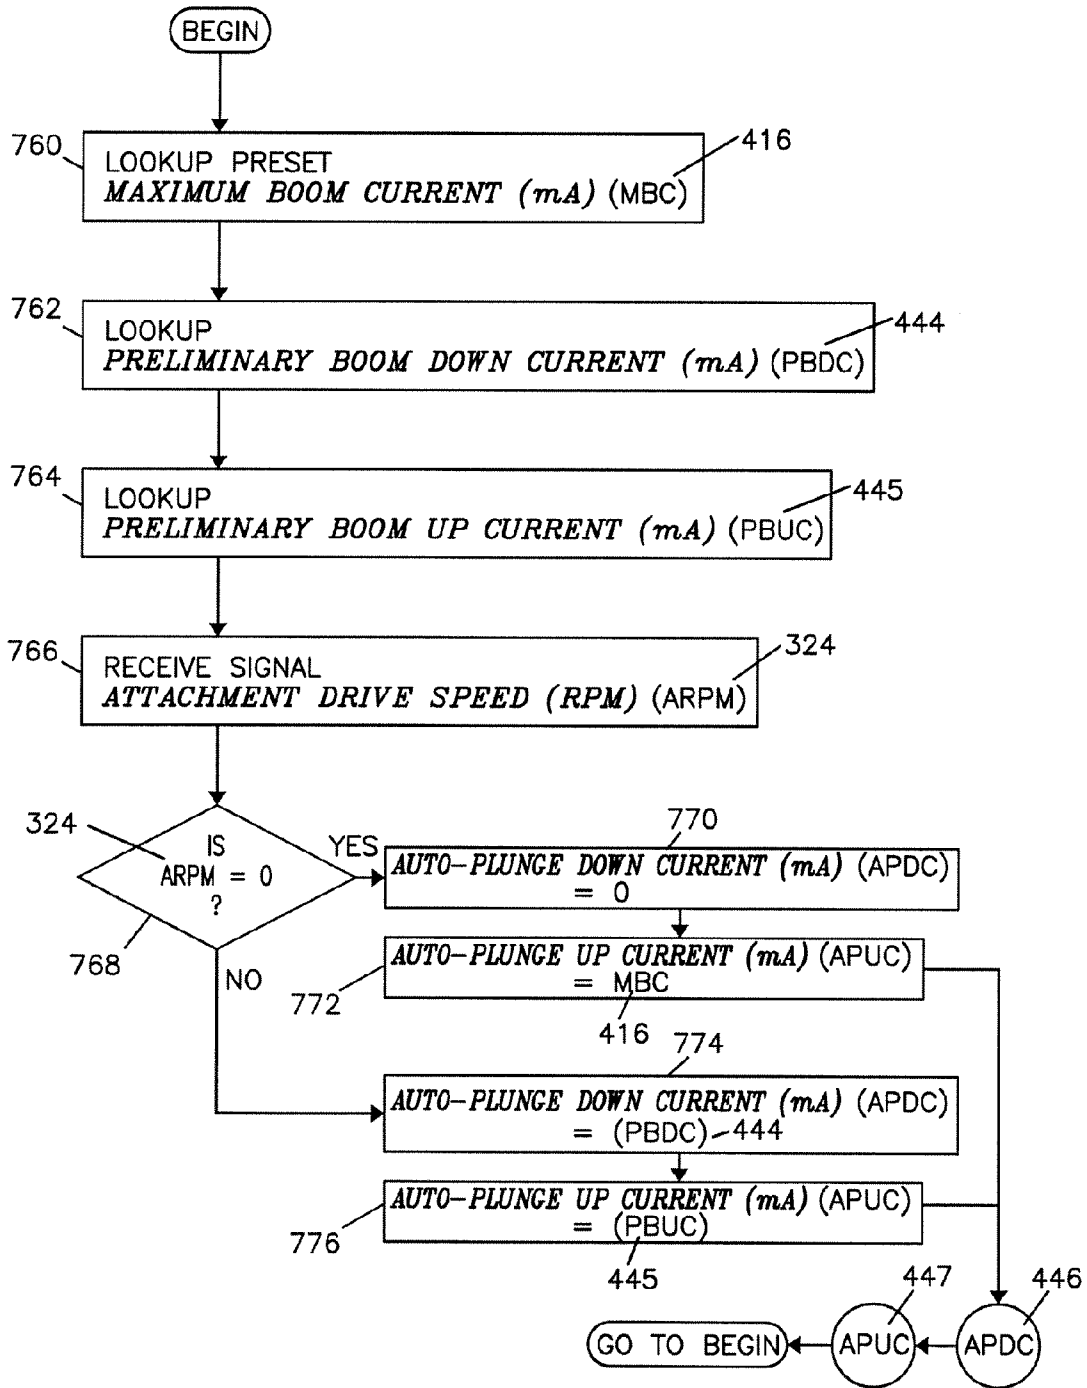 BEGIN
760
416
LOOKUP PRESET
MAXIMUM BOOM CURRENT (mA) (MBC)
762
444
LOOKUP
PRELIMINARY BOOM DOWN CURRENT (mA) (PBDC)
764
445
LOOKUP
PRELIMINARY BOOM UP CURRENT (mA) (PBUC)
766
324
RECEIVE SIGNAL
ATTACHMENT DRIVE SPEED (RPM) (ARPM)
324
IS
ARPM = 0
?
768
YES
NO
770
AUTO-PLUNGE DOWN CURRENT (mA) (APDC)
= 0
772
AUTO-PLUNGE UP CURRENT (mA) (APUC)
= MBC
416
774
AUTO-PLUNGE DOWN CURRENT (mA) (APDC)
= (PBDC) 444
776
AUTO-PLUNGE UP CURRENT (mA) (APUC)
= (PBUC)
445
447
446
GO TO BEGIN
APUC
APDC